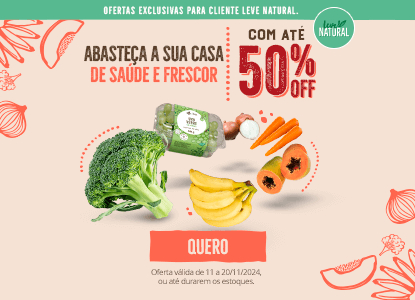 OFERTAS EXCLUSIVAS PARA CLIENTE LEVE NATURAL.
leve
NATURAL
ABASTEÇA A SUA CASA
DE SAÚDE E FRESCOR
COM ATÉ
50%
OFF
QUERO
Oferta válida de 11 a 20/11/2024,
ou até durarem os estoques.